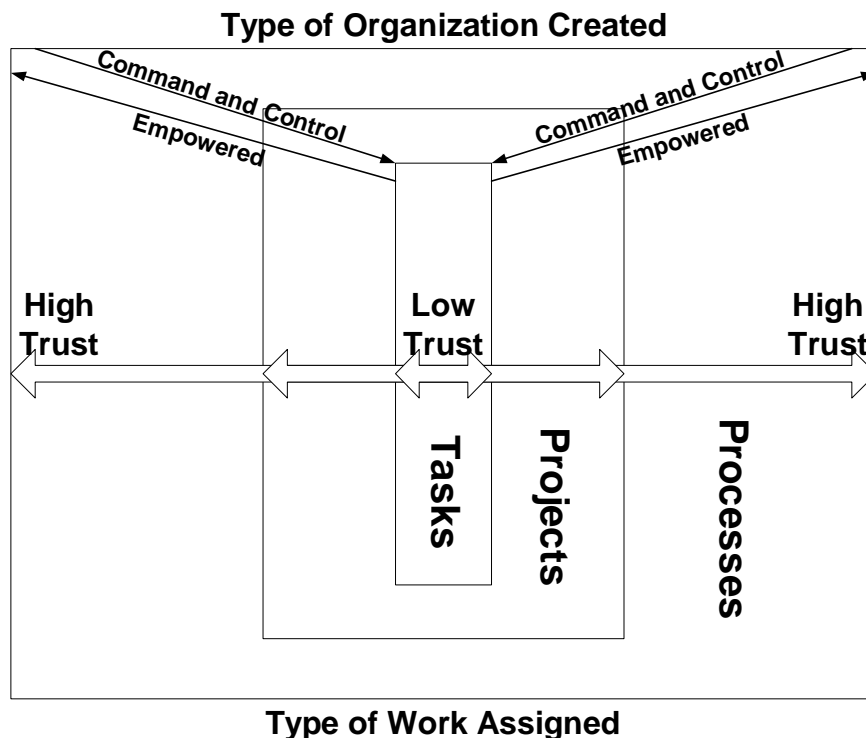 Type of Organization Created
Command and Control
Empowered
Command and Control
Empowered
High
Trust
Low
Trust
High
Trust
Tasks
Projects
Processes
Type of Work Assigned